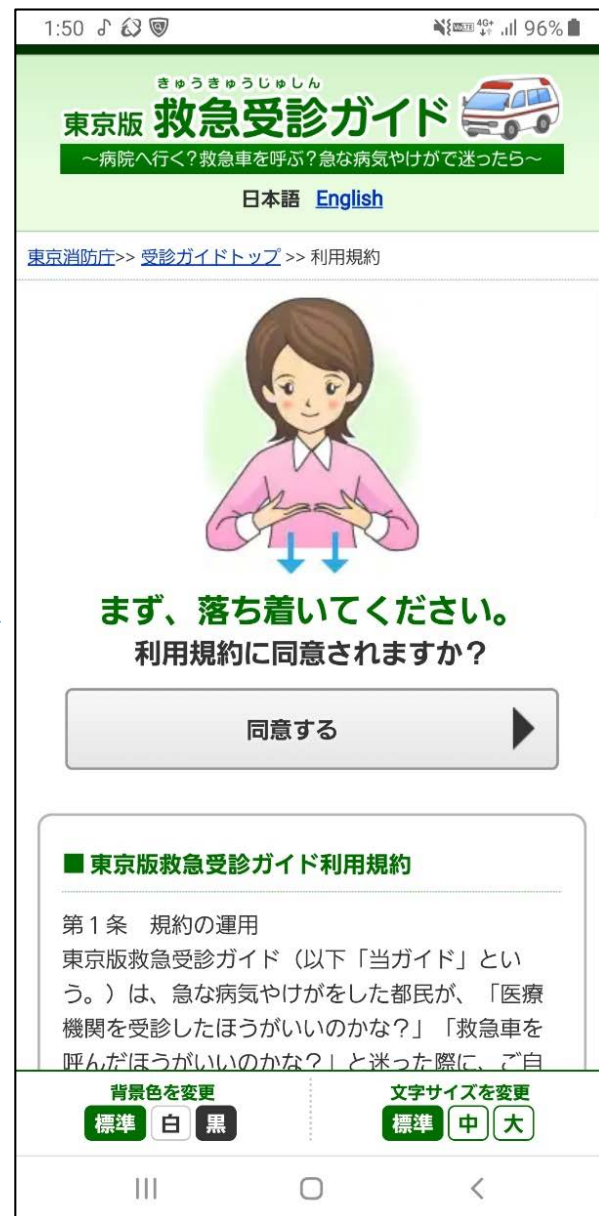 1:50
4G+ 96%
きゅうきゅうじゅしん
東京版 救急受診ガイド
～病院へ行く?救急車を呼ぶ?急な病気やけがで迷ったら～
日本語 English
東京消防庁>> 受診ガイドトップ >> 利用規約
まず、落ち着いてください。
利用規約に同意されますか？
同意する
■ 東京版救急受診ガイド利用規約
第1条 規約の運用
東京版救急受診ガイド（以下「当ガイド」とい
う。）は、急な病気やけがをした都民が、「医療
機関を受診したほうがいいのかな？」「救急車を
呼んだほうがいいのかな？」と迷った際に、ご自
背景色を変更 文字サイズを変更
標準 白 黒 標準 中 大